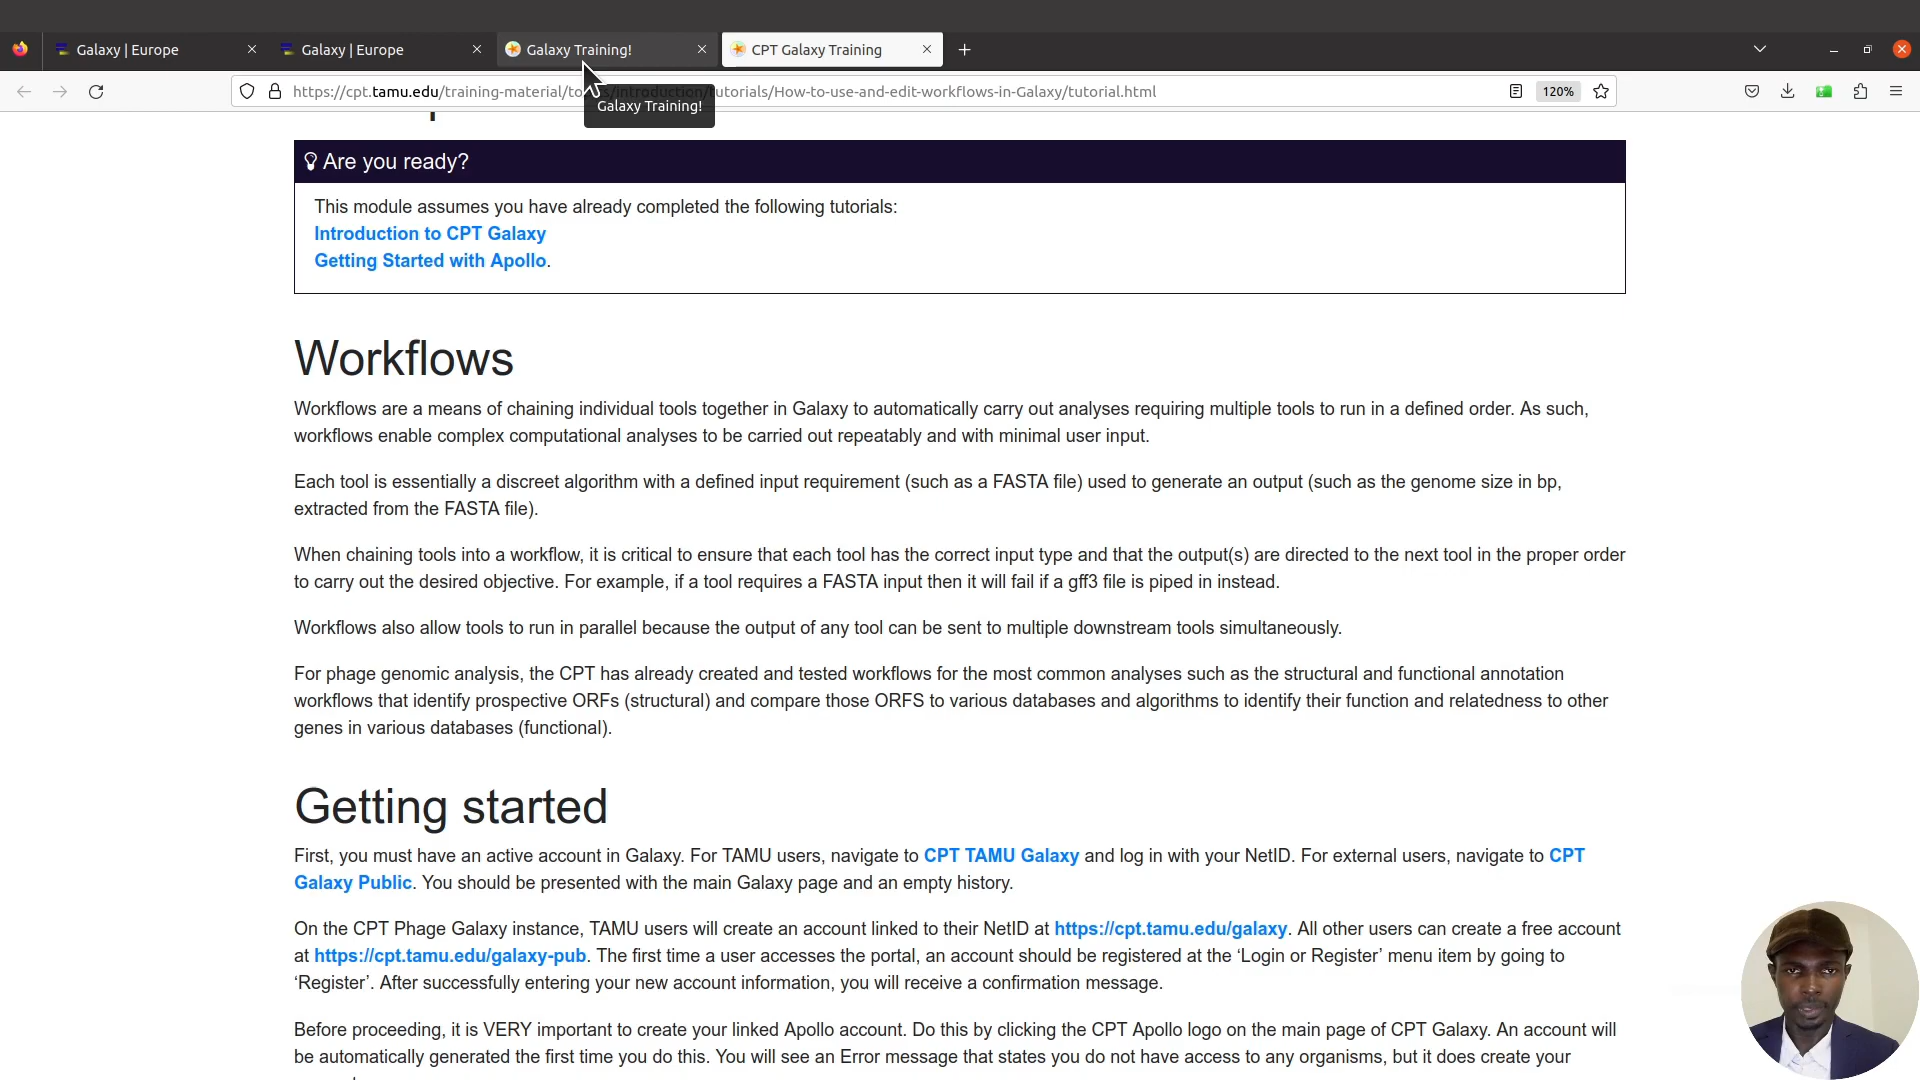 Galaxy | Europe
Galaxy | Europe
Galaxy Training!
CPT Galaxy Training
https://cpt.tamu.edu/training-material/to s/introduction/tutorials/How-to-use-and-edit-workflows-in-Galaxy/tutorial.html
120%
Galaxy Training!
Are you ready?
This module assumes you have already completed the following tutorials:
Introduction to CPT Galaxy
Getting Started with Apollo.
Workflows
Workflows are a means of chaining individual tools together in Galaxy to automatically carry out analyses requiring multiple tools to run in a defined order. As such,
workflows enable complex computational analyses to be carried out repeatably and with minimal user input.
Each tool is essentially a discreet algorithm with a defined input requirement (such as a FASTA file) used to generate an output (such as the genome size in bp,
extracted from the FASTA file).
When chaining tools into a workflow, it is critical to ensure that each tool has the correct input type and that the output(s) are directed to the next tool in the proper order
to carry out the desired objective. For example, if a tool requires a FASTA input then it will fail if a gff3 file is piped in instead.
Workflows also allow tools to run in parallel because the output of any tool can be sent to multiple downstream tools simultaneously.
For phage genomic analysis, the CPT has already created and tested workflows for the most common analyses such as the structural and functional annotation
workflows that identify prospective ORFs (structural) and compare those ORFS to various databases and algorithms to identify their function and relatedness to other
genes in various databases (functional).
Getting started
First, you must have an active account in Galaxy. For TAMU users, navigate to CPT TAMU Galaxy and log in with your NetID. For external users, navigate to CPT
Galaxy Public. You should be presented with the main Galaxy page and an empty history.
On the CPT Phage Galaxy instance, TAMU users will create an account linked to their NetID at https://cpt.tamu.edu/galaxy. All other users can create a free account
at https://cpt.tamu.edu/galaxy-pub. The first time a user accesses the portal, an account should be registered at the ‘Login or Register’ menu item by going to
‘Register’. After successfully entering your new account information, you will receive a confirmation message.
Before proceeding, it is VERY important to create your linked Apollo account. Do this by clicking the CPT Apollo logo on the main page of CPT Galaxy. An account will
be automatically generated the first time you do this. You will see an Error message that states you do not have access to any organisms, but it does create your